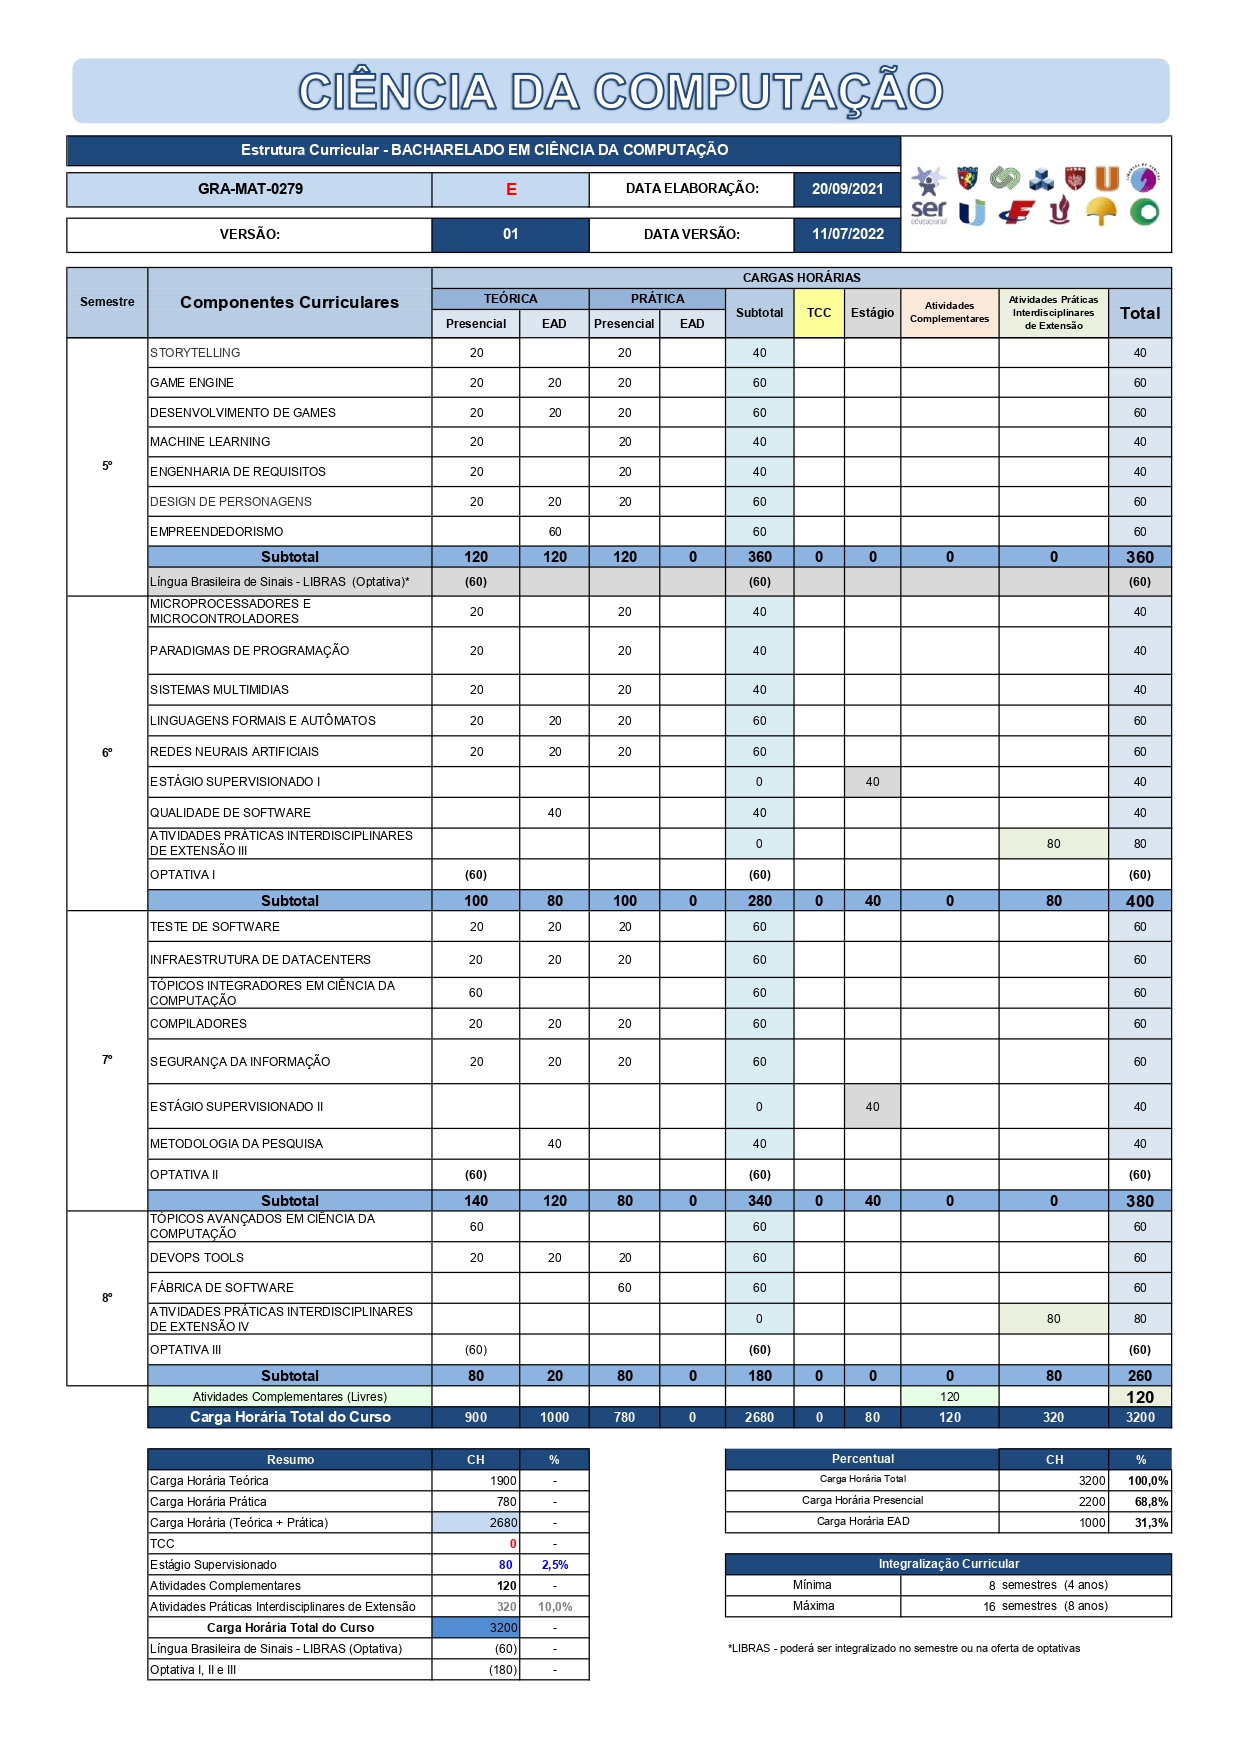 CIÊNCIA DA COMPUTAÇÃO
Estrutura Curricular - BACHARELADO EM CIÊNCIA DA COMPUTAÇÃO
GRA-MAT-0279 E DATA ELABORAÇÃO: 20/09/2021
VERSÃO: 01 DATA VERSÃO: 11/07/2022
ser
educacional
Semestre Componentes Curriculares CARGAS HORÁRIAS
TEÓRICA PRÁTICA Subtotal TCC Estágio Atividades Complementares Atividades Práticas Interdisciplinares de Extensão Total
Presencial EAD Presencial EAD
5º
STORYTELLING 20 20 40 40
GAME ENGINE 20 20 20 60 60
DESENVOLVIMENTO DE GAMES 20 20 20 60 60
MACHINE LEARNING 20 20 40 40
ENGENHARIA DE REQUISITOS 20 20 40 40
DESIGN DE PERSONAGENS 20 20 20 60 60
EMPREENDEDORISMO 60 60 60
Subtotal 120 120 120 0 360 0 0 0 0 360
Língua Brasileira de Sinais - LIBRAS (Optativa)* (60) (60) (60)
6º
MICROPROCESSADORES E
MICROCONTROLADORES 20 20 40 40
PARADIGMAS DE PROGRAMAÇÃO 20 20 40 40
SISTEMAS MULTIMIDIAS 20 20 40 40
LINGUAGENS FORMAIS E AUTÔMATOS 20 20 20 60 60
REDES NEURAIS ARTIFICIAIS 20 20 20 60 60
ESTÁGIO SUPERVISIONADO I 0 40 40
QUALIDADE DE SOFTWARE 40 40 40
ATIVIDADES PRÁTICAS INTERDISCIPLINARES
DE EXTENSÃO III 0 80 80
OPTATIVA I (60) (60) (60)
Subtotal 100 80 100 0 280 0 40 0 80 400
7º
TESTE DE SOFTWARE 20 20 20 60 60
INFRAESTRUTURA DE DATACENTERS 20 20 20 60 60
TÓPICOS INTEGRADORES EM CIÊNCIA DA
COMPUTAÇÃO 60 60 60
COMPILADORES 20 20 20 60 60
SEGURANÇA DA INFORMAÇÃO 20 20 20 60 60
ESTÁGIO SUPERVISIONADO II 0 40 40
METODOLOGIA DA PESQUISA 40 40 40
OPTATIVA II (60) (60) (60)
Subtotal 140 120 80 0 340 0 40 0 0 380
8º
TÓPICOS AVANÇADOS EM CIÊNCIA DA
COMPUTAÇÃO 60 60 60
DEVOPS TOOLS 20 20 20 60 60
FÁBRICA DE SOFTWARE 60 60 60
ATIVIDADES PRÁTICAS INTERDISCIPLINARES
DE EXTENSÃO IV 0 80 80
OPTATIVA III (60) (60) (60)
Subtotal 80 20 80 0 180 0 0 0 80 260
Atividades Complementares (Livres) 120 120
Carga Horária Total do Curso 900 1000 780 0 2680 0 80 120 320 3200
Resumo CH %
Carga Horária Teórica 1900 -
Carga Horária Prática 780 -
Carga Horária (Teórica + Prática) 2680 -
TCC 0 -
Estágio Supervisionado 80 2,5%
Atividades Complementares 120 -
Atividades Práticas Interdisciplinares de Extensão 320 10,0%
Carga Horária Total do Curso 3200 -
Língua Brasileira de Sinais - LIBRAS (Optativa) (60) -
Optativa I, II e III (180) -
Percentual CH %
Carga Horária Total 3200 100,0%
Carga Horária Presencial 2200 68,8%
Carga Horária EAD 1000 31,3%
Integralização Curricular
Mínima 8 semestres (4 anos)
Máxima 16 semestres (8 anos)
*LIBRAS - poderá ser integralizado no semestre ou na oferta de optativas